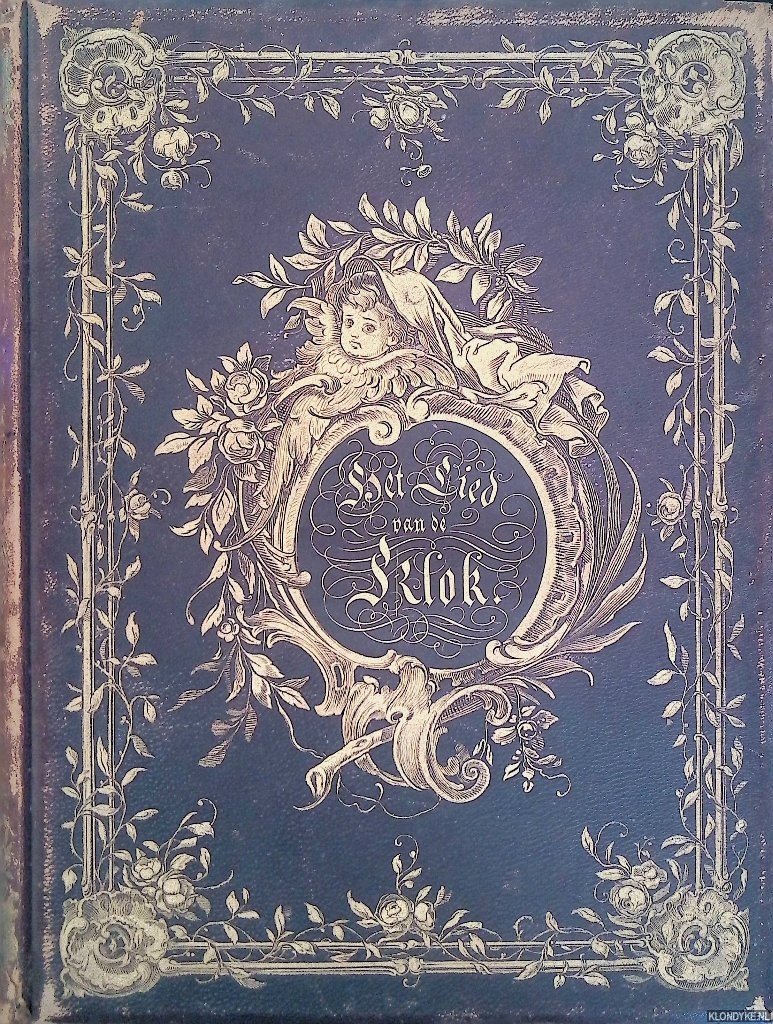 Het Lied
van de
Klok.
KLONDYKE.NL